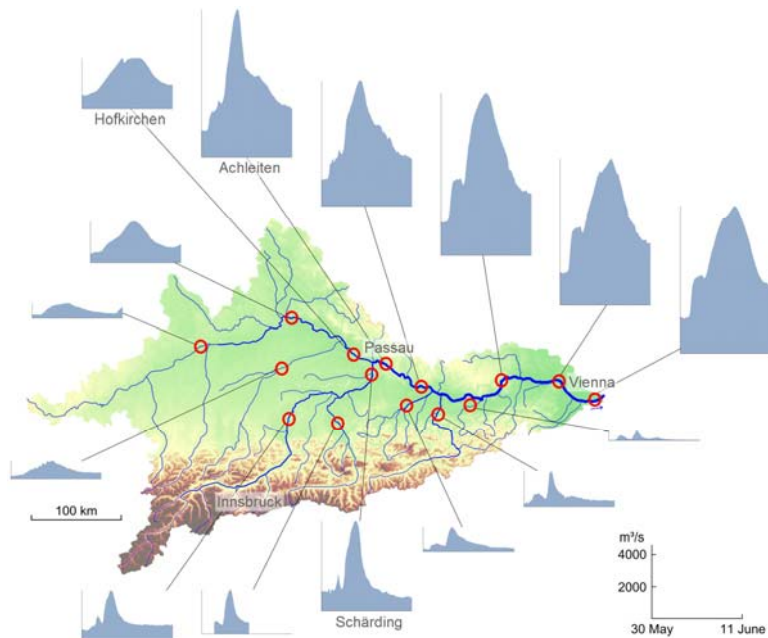 Hofkirchen
Achleiten
Passau
Vienna
Innsbruck
100 km
Schärding
m³/s
4000
2000
30 May 11 June